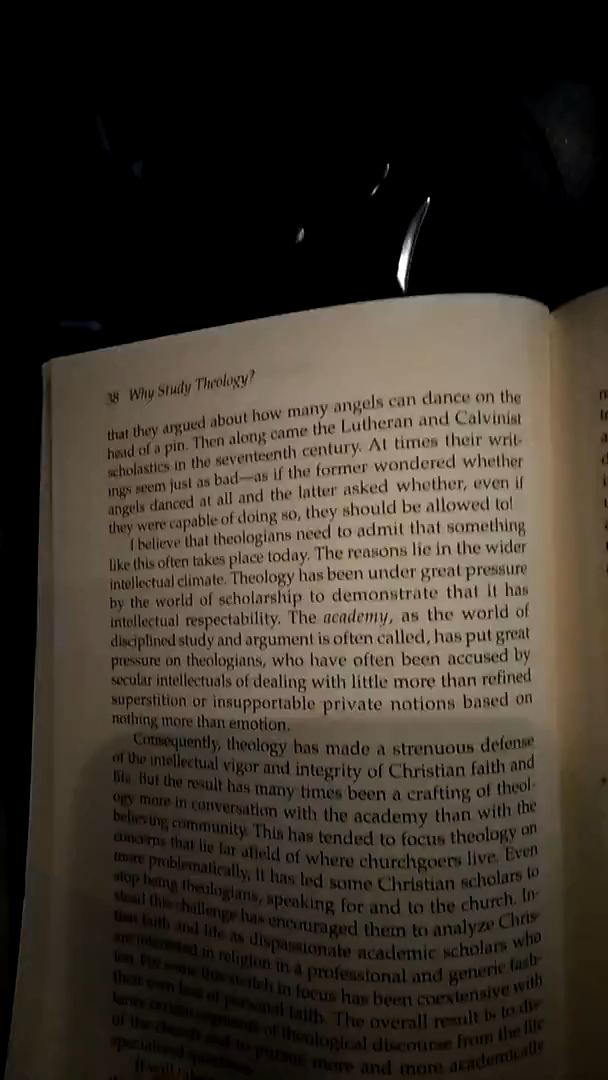 38 Why Study Theology?
that they argued about how many angels can dance on the
head of a pin. Then along came the Lutheran and Calvinist
scholastics in the seventeenth century. At times their writ-
ings seem just as bad—as if the former wondered whether
angels danced at all and the latter asked whether, even if
they were capable of doing so, they should be allowed to!
I believe that theologians need to admit that something
like this often takes place today. The reasons lie in the wider
intellectual climate. Theology has been under great pressure
by the world of scholarship to demonstrate that it has
intellectual respectability. The academy, as the world of
disciplined study and argument is often called, has put great
pressure on theologians, who have often been accused by
secular intellectuals of dealing with little more than refined
superstition or insupportable private notions based on
nothing more than emotion.
Consequently, theology has made a strenuous defense
of the intellectual vigor and integrity of Christian faith and
life. But the result has many times been a crafting of theol-
ogy more in conversation with the academy than with the
believing community. This has tended to focus theology on
concerns that lie far afield of where churchgoers live. Even
more problematically, it has led some Christian scholars to
stop being theologians, speaking for and to the church. In-
stead this challenge has encouraged them to analyze Chris-
tian faith and life as dispassionate academic scholars who
are interested in religion in a professional and generic fash-
ion. For some this switch in focus has been coextensive with
their own loss of personal faith. The overall result is to dis-
tance certain segments of theological discourse from the life
of the church and to pursue more and more academically
specialized questions.